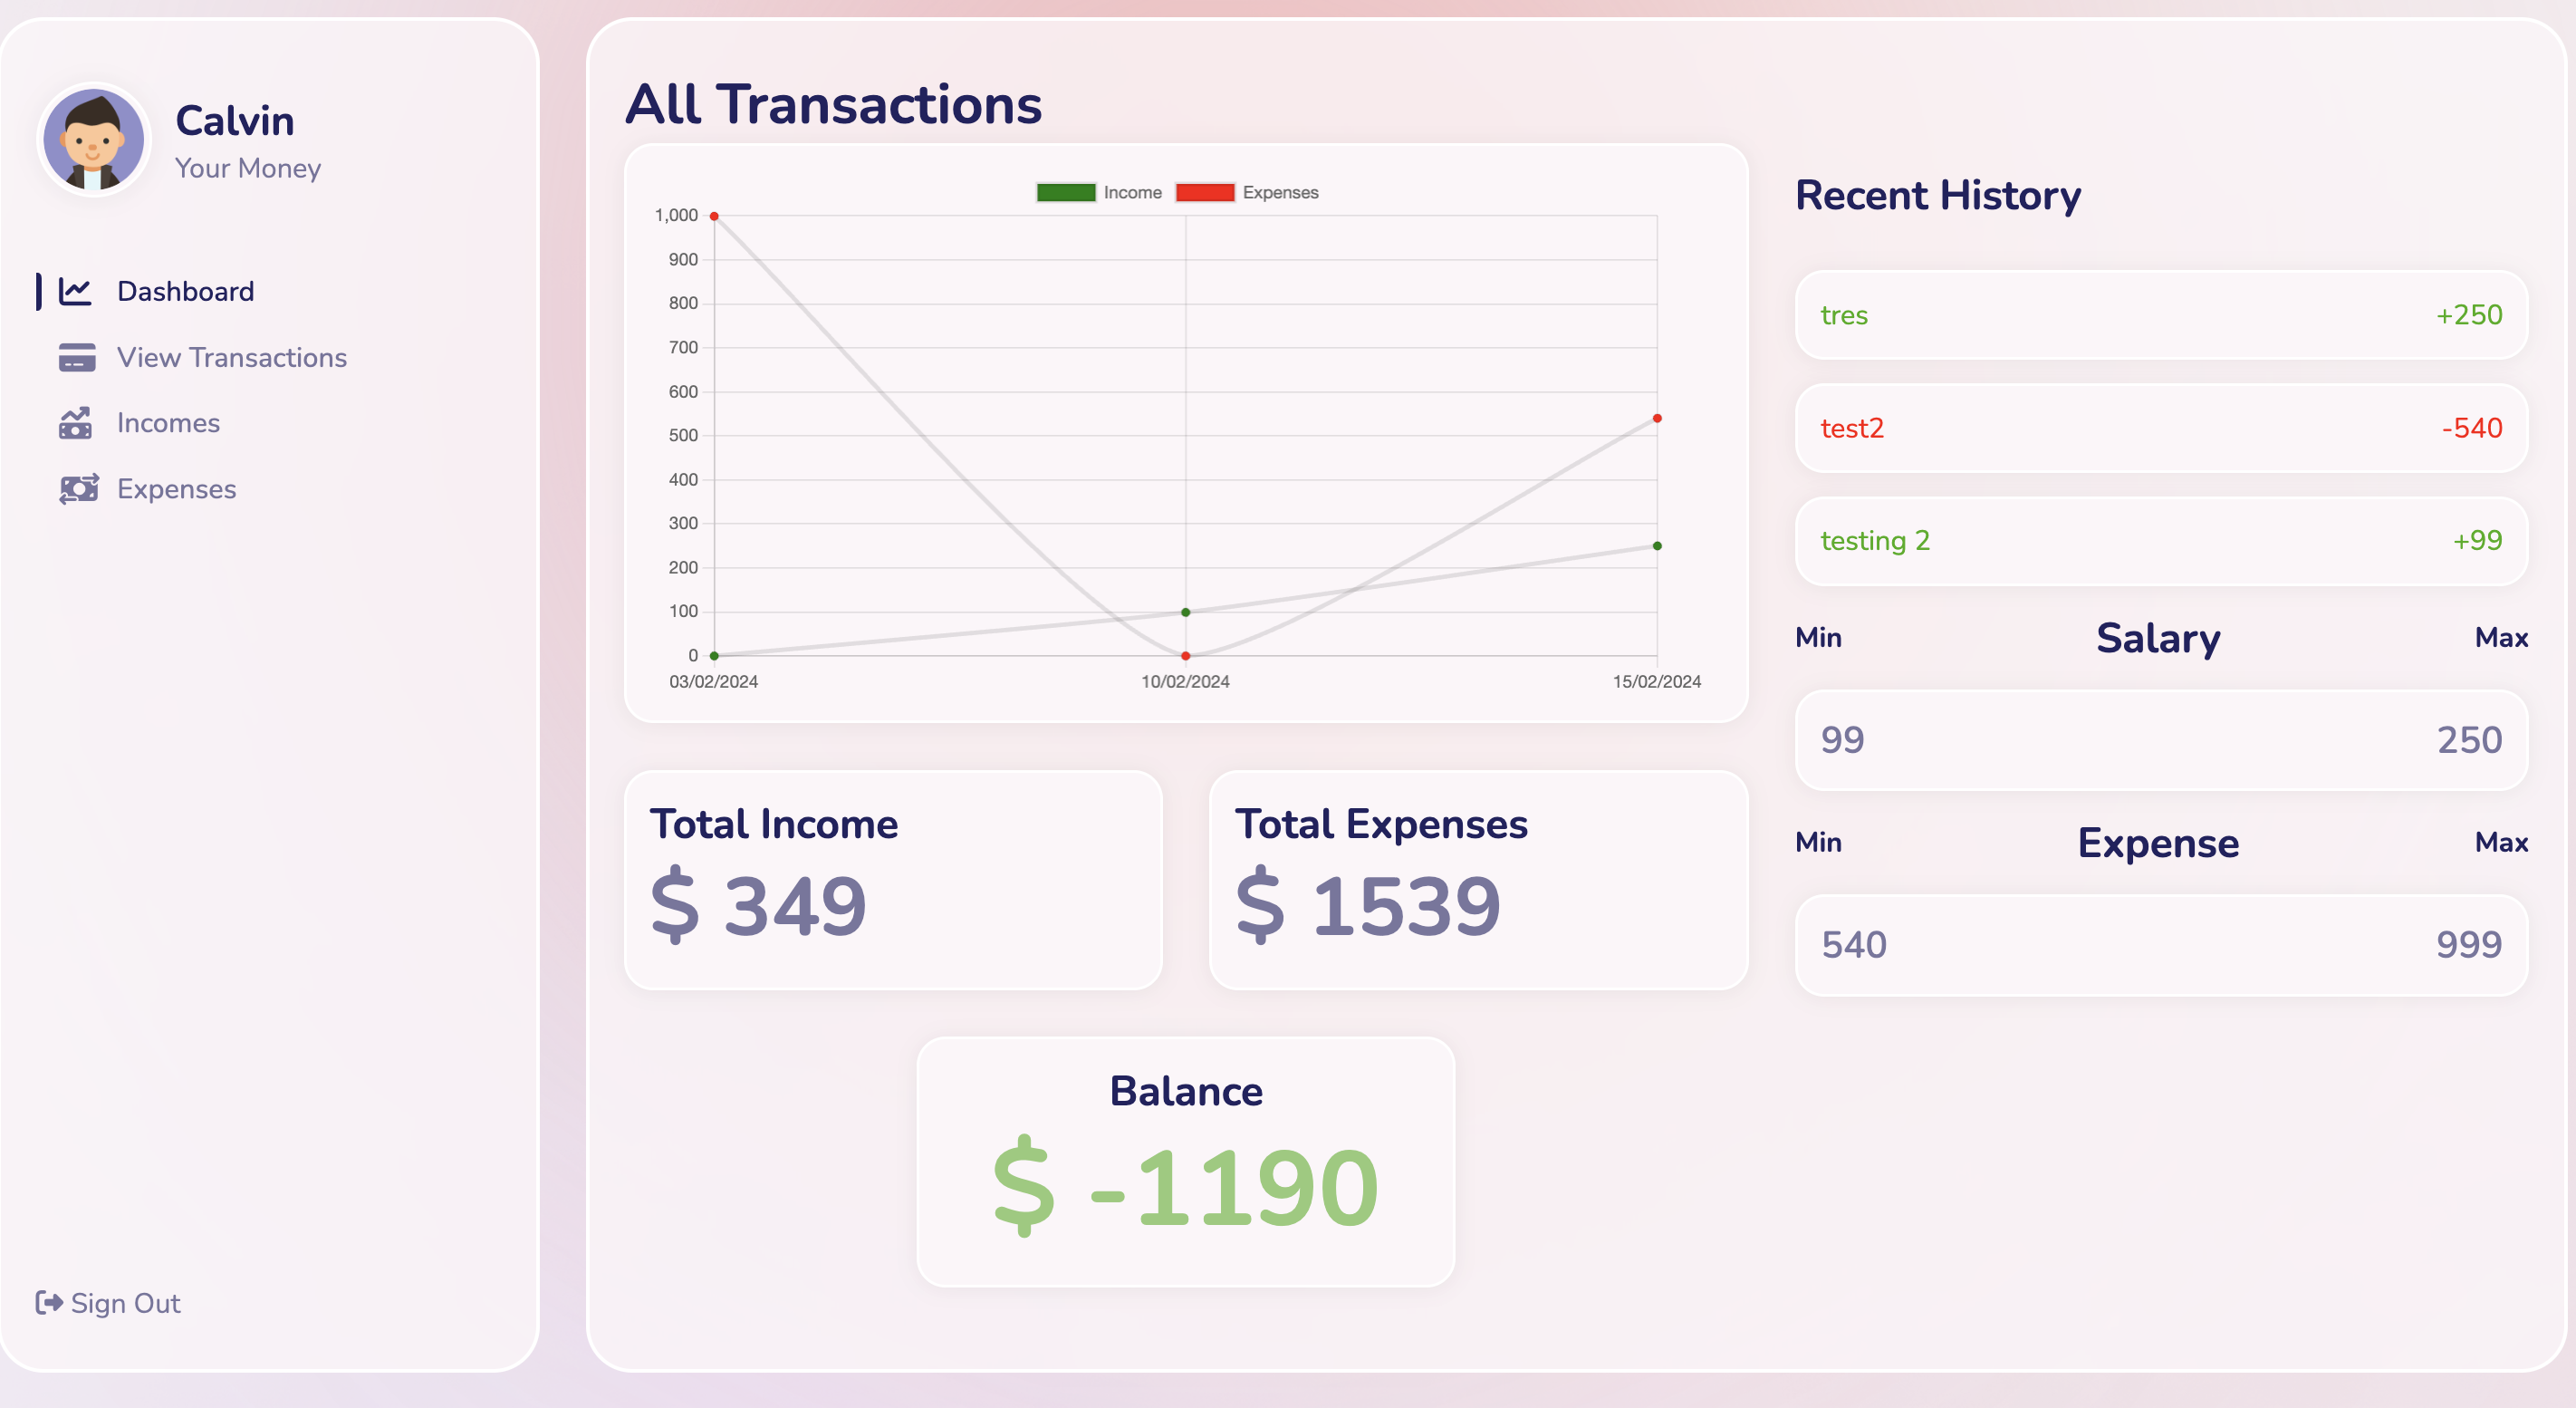 Calvin
Your Money
Dashboard
View Transactions
Incomes
Expenses
Sign Out
All Transactions
Income Expenses
1,000
900
800
700
600
500
400
300
200
100
0
03/02/2024 10/02/2024 15/02/2024
Total Income
$ 349
Total Expenses
$ 1539
Balance
$ -1190
Recent History
tres +250
test2 -540
testing 2 +99
Min Salary Max
99 250
Min Expense Max
540 999